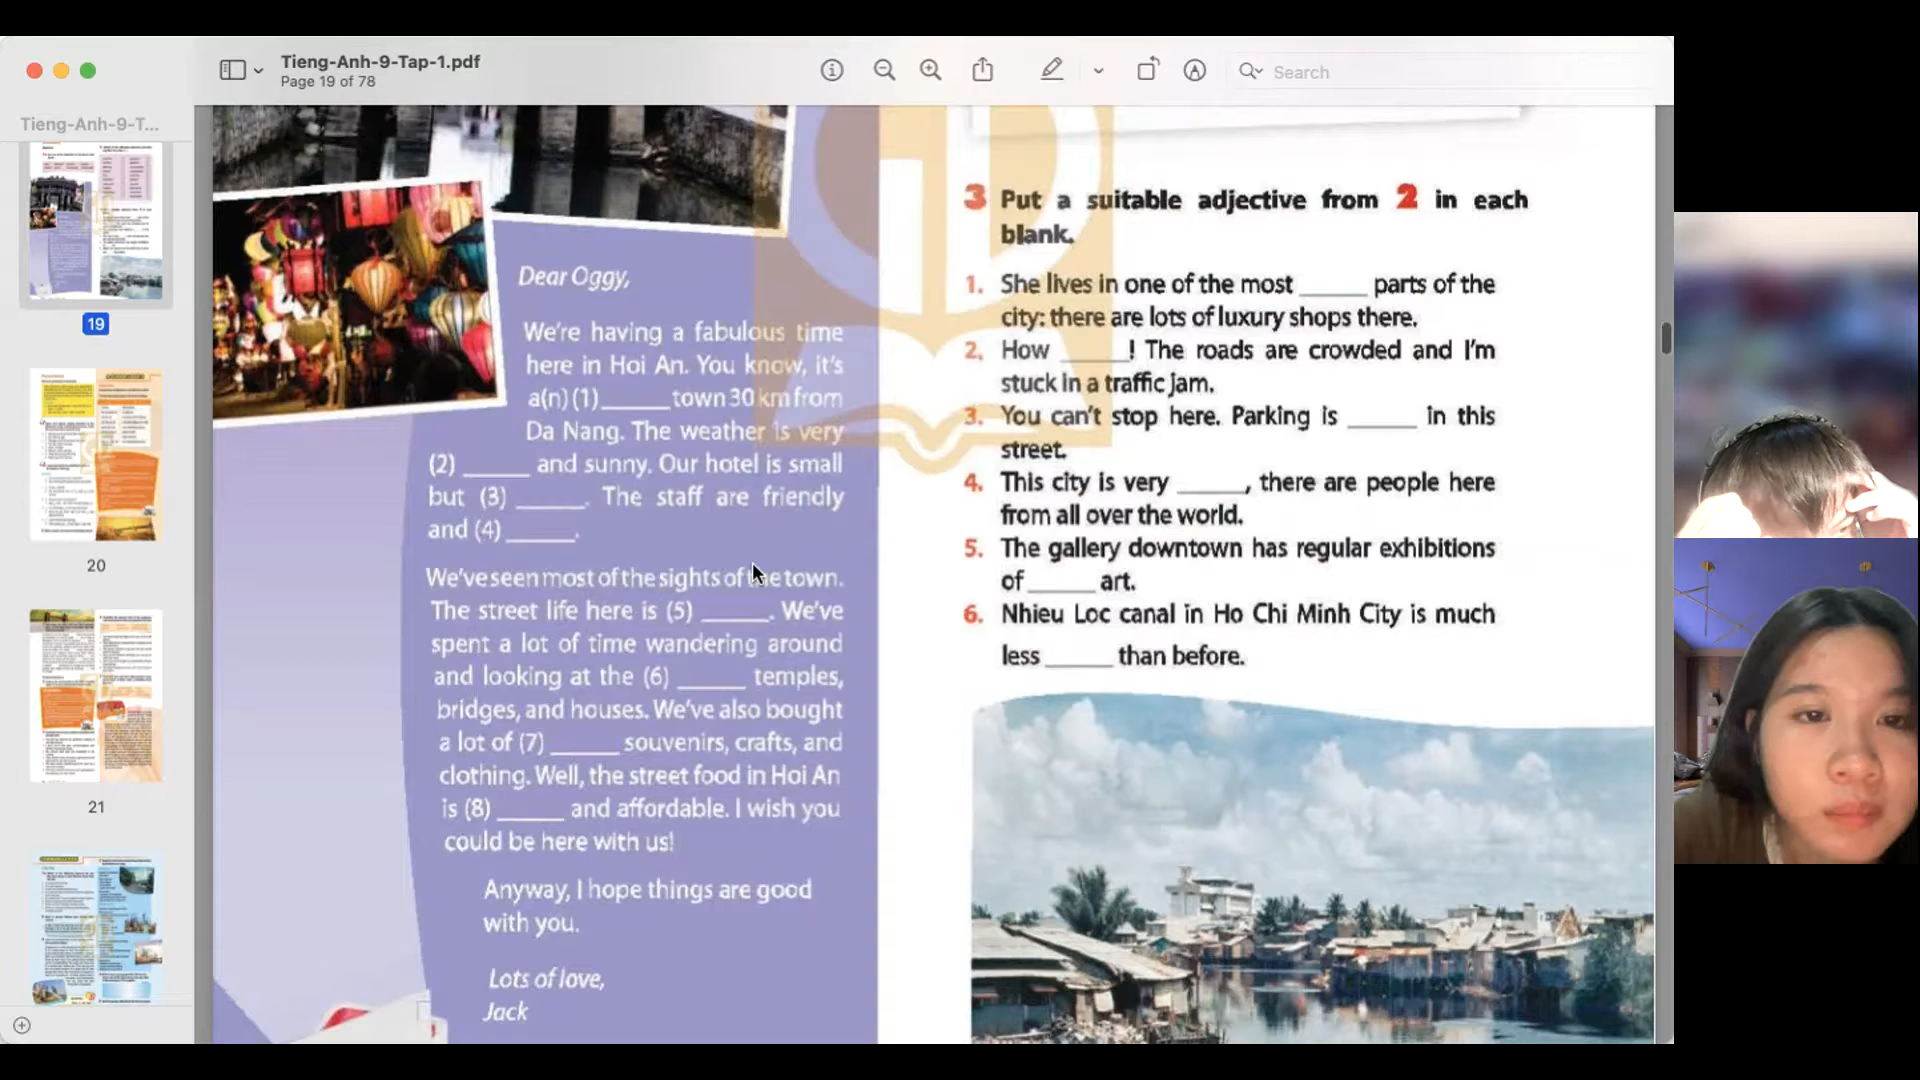 Tieng-Anh-9-Tap-1.pdf
Page 19 of 78
Search
Tieng-Anh-9-T...
19
20
21
Dear Oggy,
We're having a fabulous time
here in Hoi An. You know, it's
a(n) (1)______ town 30 km from
Da Nang. The weather is very
(2) ______ and sunny. Our hotel is small
but (3) ______. The staff are friendly
and (4) ______.
We've seen most of the sights of the town.
The street life here is (5) ______. We've
spent a lot of time wandering around
and looking at the (6) ______ temples,
bridges, and houses. We've also bought
a lot of (7) ______ souvenirs, crafts, and
clothing. Well, the street food in Hoi An
is (8) ______ and affordable. I wish you
could be here with us!
Anyway, I hope things are good
with you.
Lots of love,
Jack
3 Put a suitable adjective from 2 in each
blank.
1. She lives in one of the most ______ parts of the
city: there are lots of luxury shops there.
2. How ______! The roads are crowded and I'm
stuck in a traffic jam.
3. You can't stop here. Parking is ______ in this
street.
4. This city is very ______, there are people here
from all over the world.
5. The gallery downtown has regular exhibitions
of ______ art.
6. Nhieu Loc canal in Ho Chi Minh City is much
less ______ than before.